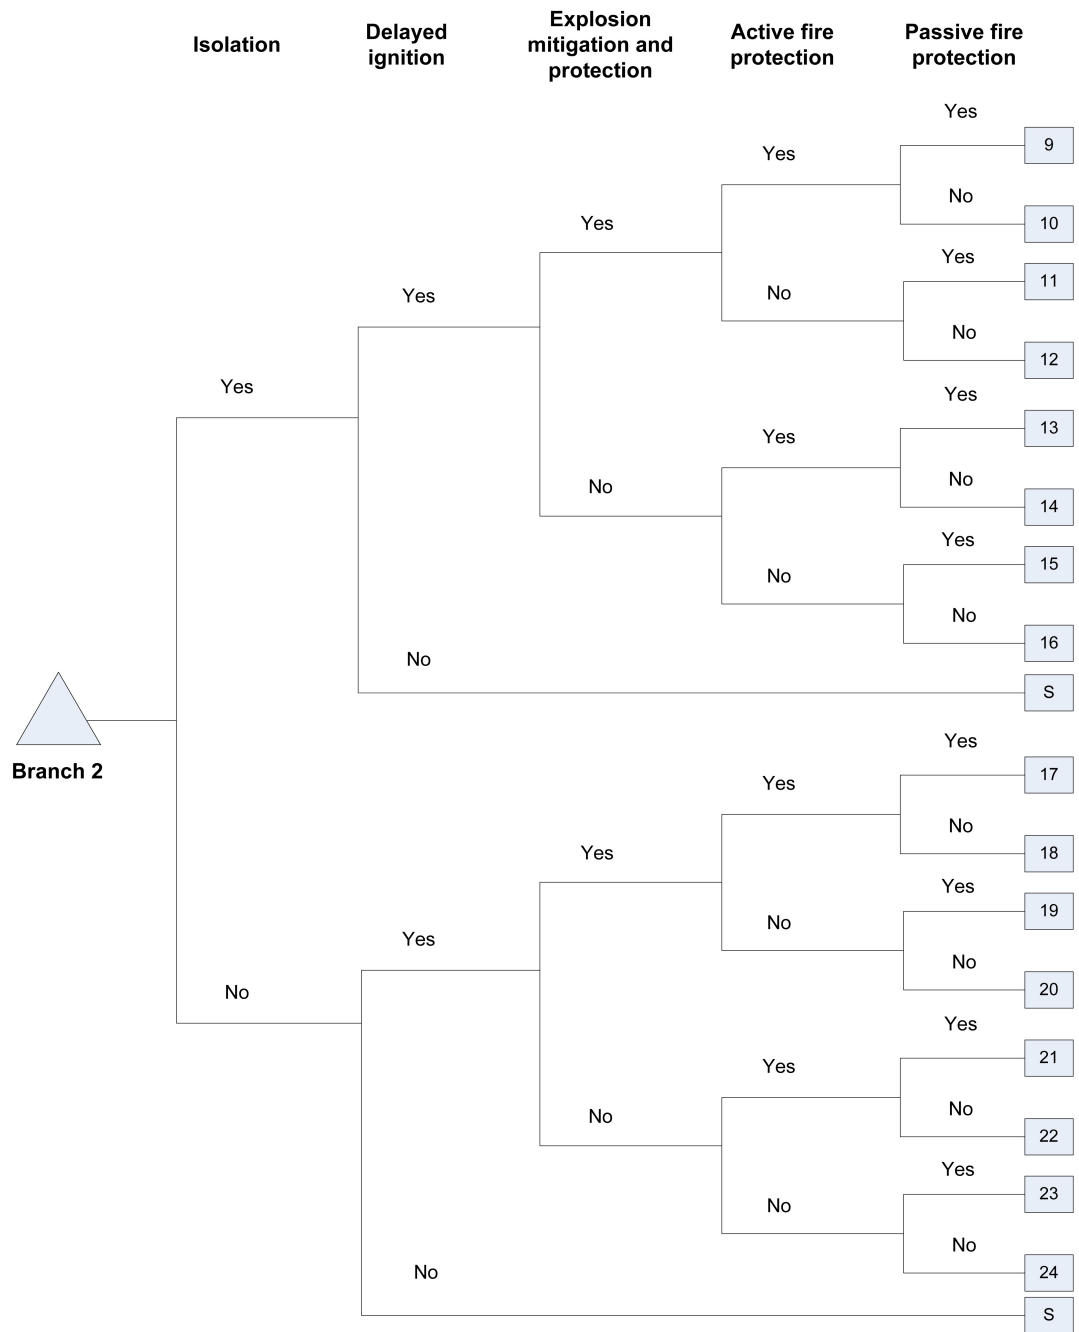 Isolation
Delayed
ignition
Explosion
mitigation and
protection
Active fire
protection
Passive fire
protection
Yes
9
Yes
No
10
Yes
Yes
11
No
No
12
Yes
Yes
13
Yes
Yes
No
14
No
Yes
15
No
No
16
No
S
Branch 2
Yes
17
Yes
No
18
Yes
Yes
19
No
Yes
No
20
No
Yes
21
Yes
No
22
No
Yes
23
No
No
24
No
S